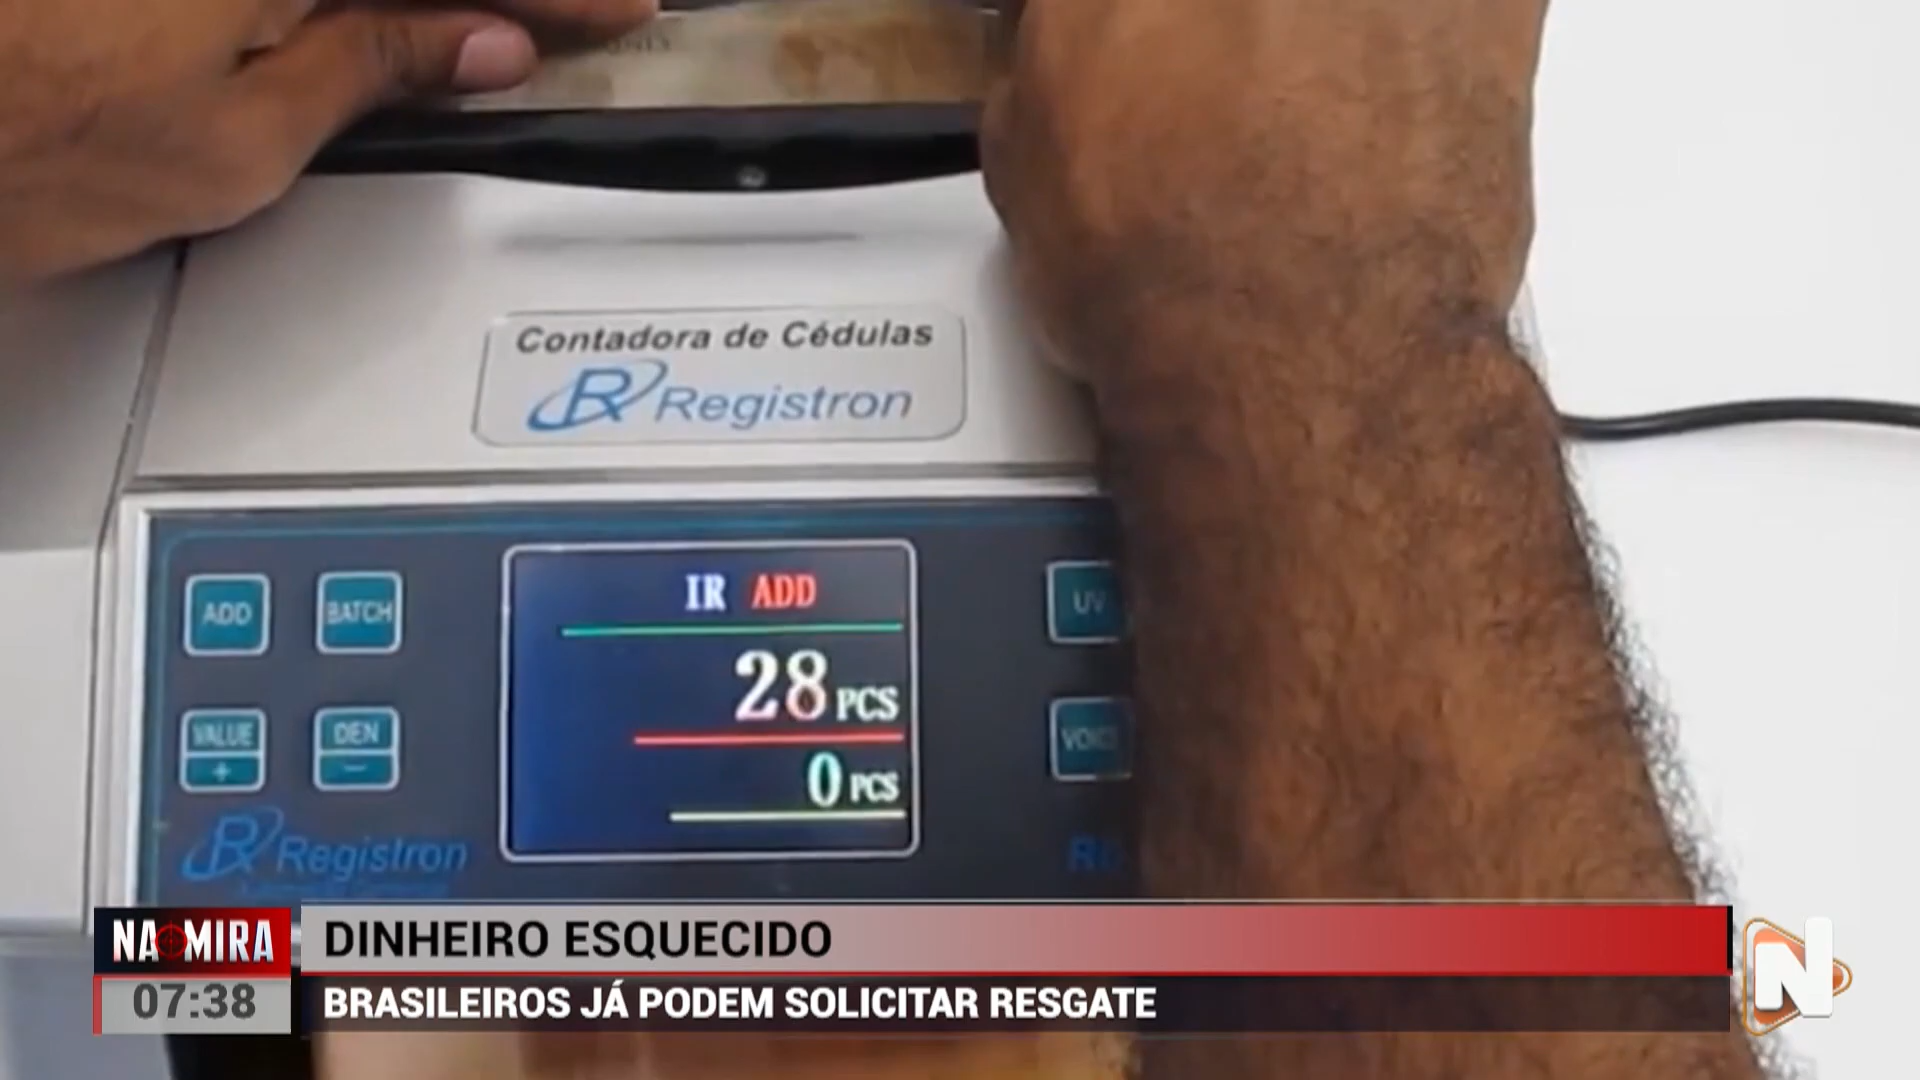 Contadora de Cédulas
Registron
IR ADD
ADD
BATCH
28 PCS
UV
VALUE
+
DEN
-
0 PCS
Registron
NA MIRA
DINHEIRO ESQUECIDO
07:38
BRASILEIROS JÁ PODEM SOLICITAR RESGATE
N